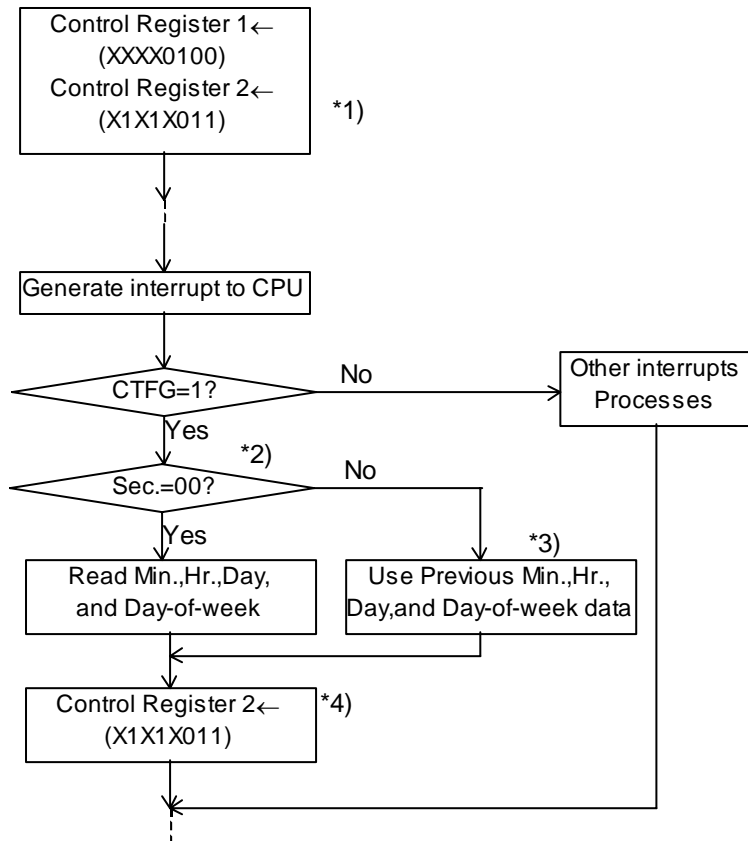 Control Register 1←
(XXXX0100)
Control Register 2←
(X1X1X011)
*1)
Generate interrupt to CPU
CTFG=1?
No
Other interrupts
Processes
Yes
*2)
Sec.=00?
No
Yes
*3)
Read Min.,Hr.,Day,
and Day-of-week
Use Previous Min.,Hr.,
Day,and Day-of-week data
Control Register 2←
(X1X1X011)
*4)